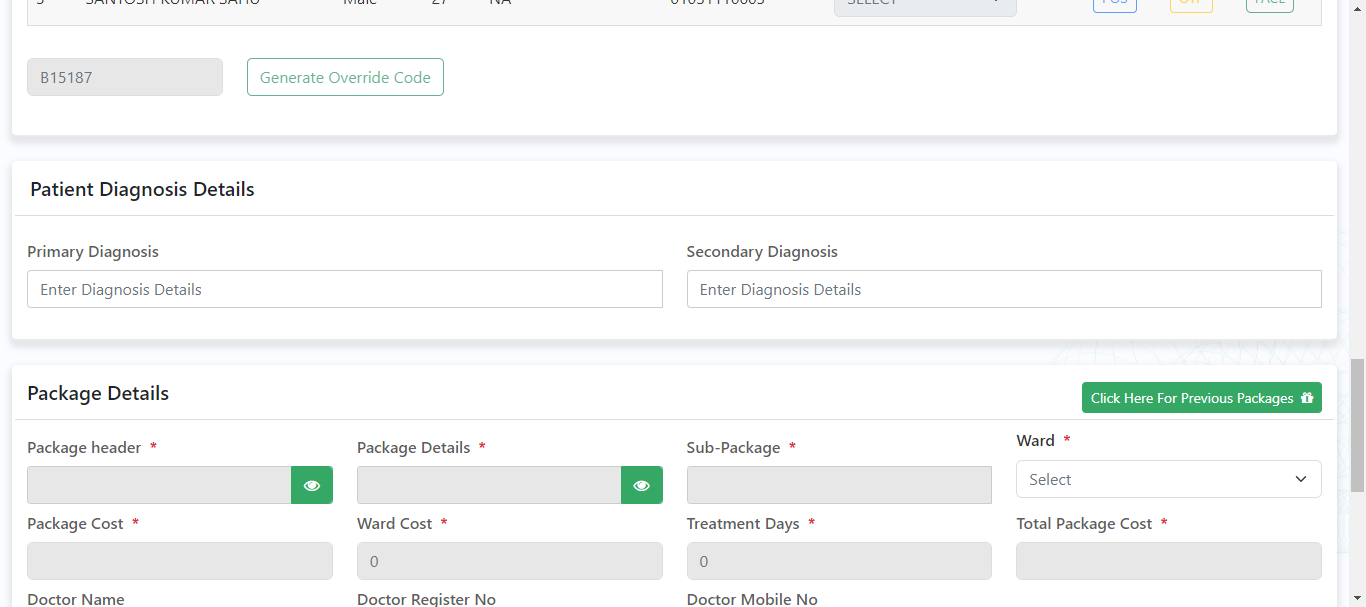 5 SANTOSH KUMAR SAHU Male 27 NA 01051110005 SELECT POS OTP FACE
B15187 Generate Override Code
Patient Diagnosis Details
Primary Diagnosis Secondary Diagnosis
Enter Diagnosis Details Enter Diagnosis Details
Package Details Click Here For Previous Packages
Package header * Package Details * Sub-Package * Ward *
Select
Package Cost * Ward Cost * Treatment Days * Total Package Cost *
0 0
Doctor Name Doctor Register No Doctor Mobile No